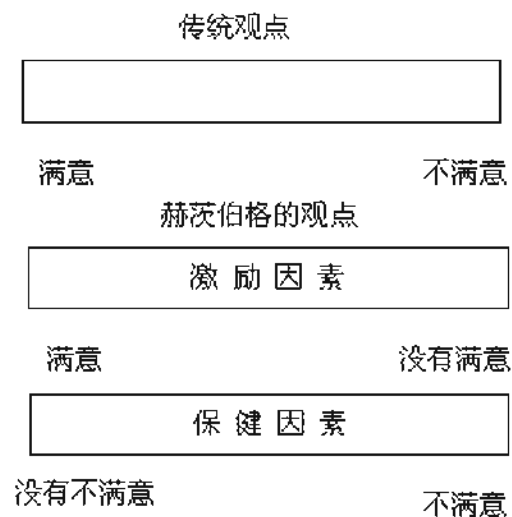 传统观点
满意 不满意
赫茨伯格的观点
激励因素
满意 没有满意
保健因素
没有不满意 不满意